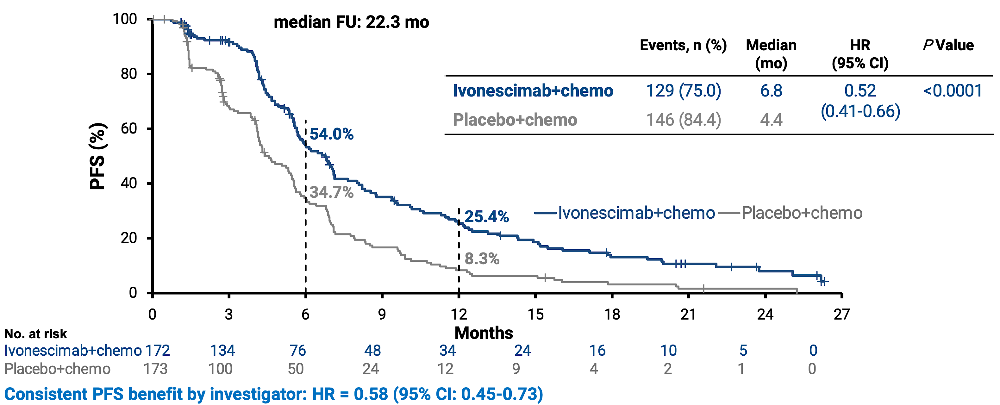 median FU: 22.3 mo
Events, n (%) Median (mo) HR (95% CI) P Value
Ivonescimab+chemo 129 (75.0) 6.8 0.52 (0.41-0.66) <0.0001
Placebo+chemo 146 (84.4) 4.4
PFS (%)
100
80
60
40
20
0
54.0%
34.7%
25.4%
8.3%
Ivonescimab+chemo Placebo+chemo
0 3 6 9 12 15 18 21 24 27
Months
No. at risk
Ivonescimab+chemo 172 134 76 48 34 24 16 10 5 0
Placebo+chemo 173 100 50 24 12 9 4 2 1 0
Consistent PFS benefit by investigator: HR = 0.58 (95% CI: 0.45-0.73)